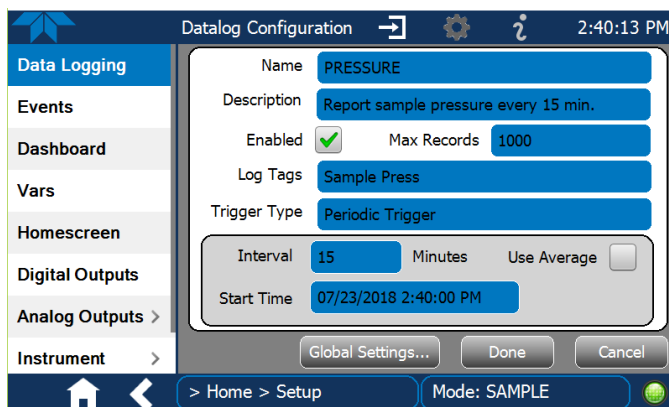 Datalog Configuration 2:40:13 PM
Data Logging
Events
Dashboard
Vars
Homescreen
Digital Outputs
Analog Outputs >
Instrument >
Name PRESSURE
Description Report sample pressure every 15 min.
Enabled Max Records 1000
Log Tags Sample Press
Trigger Type Periodic Trigger
Interval 15 Minutes Use Average
Start Time 07/23/2018 2:40:00 PM
Global Settings... Done Cancel
> Home > Setup Mode: SAMPLE